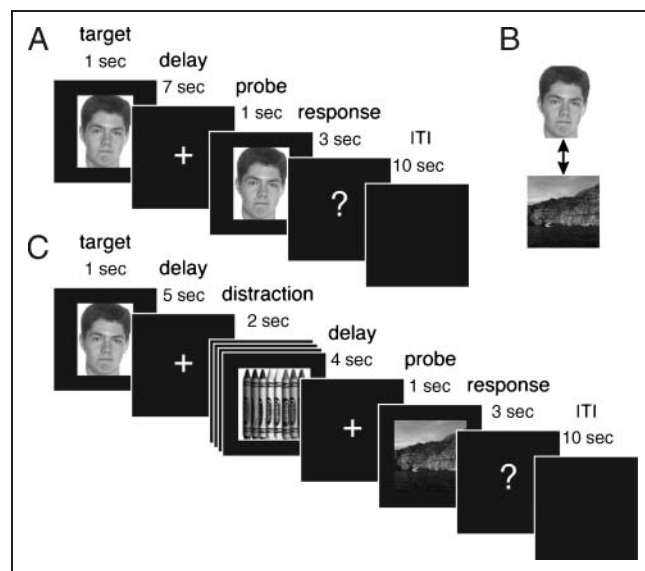 A
target
1 sec
delay
7 sec
probe
1 sec
response
3 sec
ITI
10 sec
+
?
B
C
target
1 sec
delay
5 sec
distraction
2 sec
delay
4 sec
probe
1 sec
response
3 sec
ITI
10 sec
+
+
?